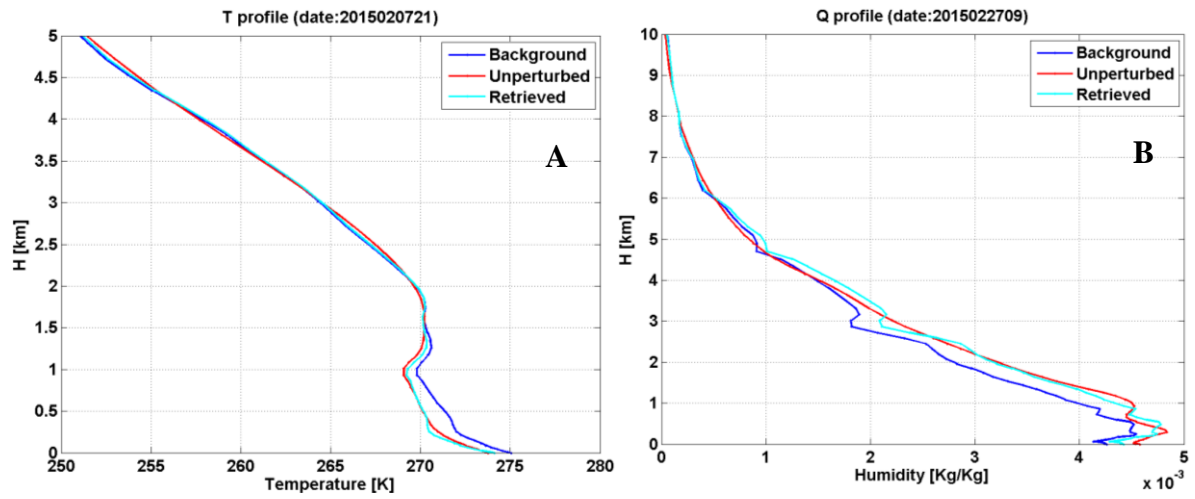 T profile (date:2015020721)
5
4.5
4
3.5
3
2.5
2
1.5
1
0.5
0
H [km]
250
255
260
265
270
275
280
Temperature [K]
Background
Unperturbed
Retrieved
A
Q profile (date:2015022709)
10
9
8
7
6
5
4
3
2
1
0
H [km]
0
1
2
3
4
5
x 10⁻³
Humidity [Kg/Kg]
Background
Unperturbed
Retrieved
B